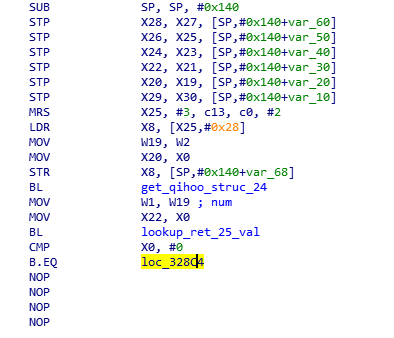 SUB SP, SP, #0x140
STP X28, X27, [SP,#0x140+var_60]
STP X26, X25, [SP,#0x140+var_50]
STP X24, X23, [SP,#0x140+var_40]
STP X22, X21, [SP,#0x140+var_30]
STP X20, X19, [SP,#0x140+var_20]
STP X29, X30, [SP,#0x140+var_10]
MRS X25, #3, c13, c0, #2
LDR X8, [X25,#0x28]
MOV W19, W2
MOV X20, X0
STR X8, [SP,#0x140+var_68]
BL get_qihoo_struc_24
MOV W1, W19 ; num
MOV X22, X0
BL lookup_ret_25_val
CMP X0, #0
B.EQ loc_328C4
NOP
NOP
NOP
NOP